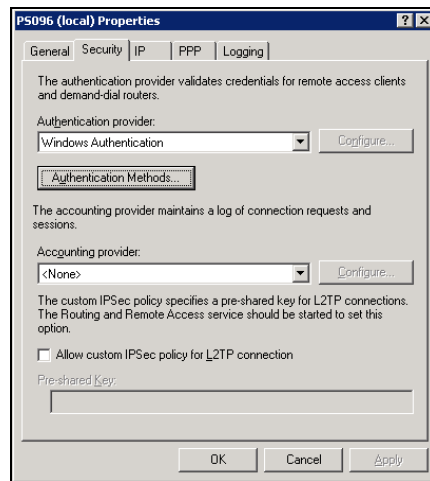 PS096 (local) Properties
General Security IP PPP Logging
The authentication provider validates credentials for remote access clients
and demand-dial routers.
Authentication provider:
Windows Authentication
Configure...
Authentication Methods...
The accounting provider maintains a log of connection requests and
sessions.
Accounting provider:
<None>
Configure...
The custom IPSec policy specifies a pre-shared key for L2TP connections.
The Routing and Remote Access service should be started to set this
option.
Allow custom IPSec policy for L2TP connection
Pre-shared Key:
OK Cancel Apply